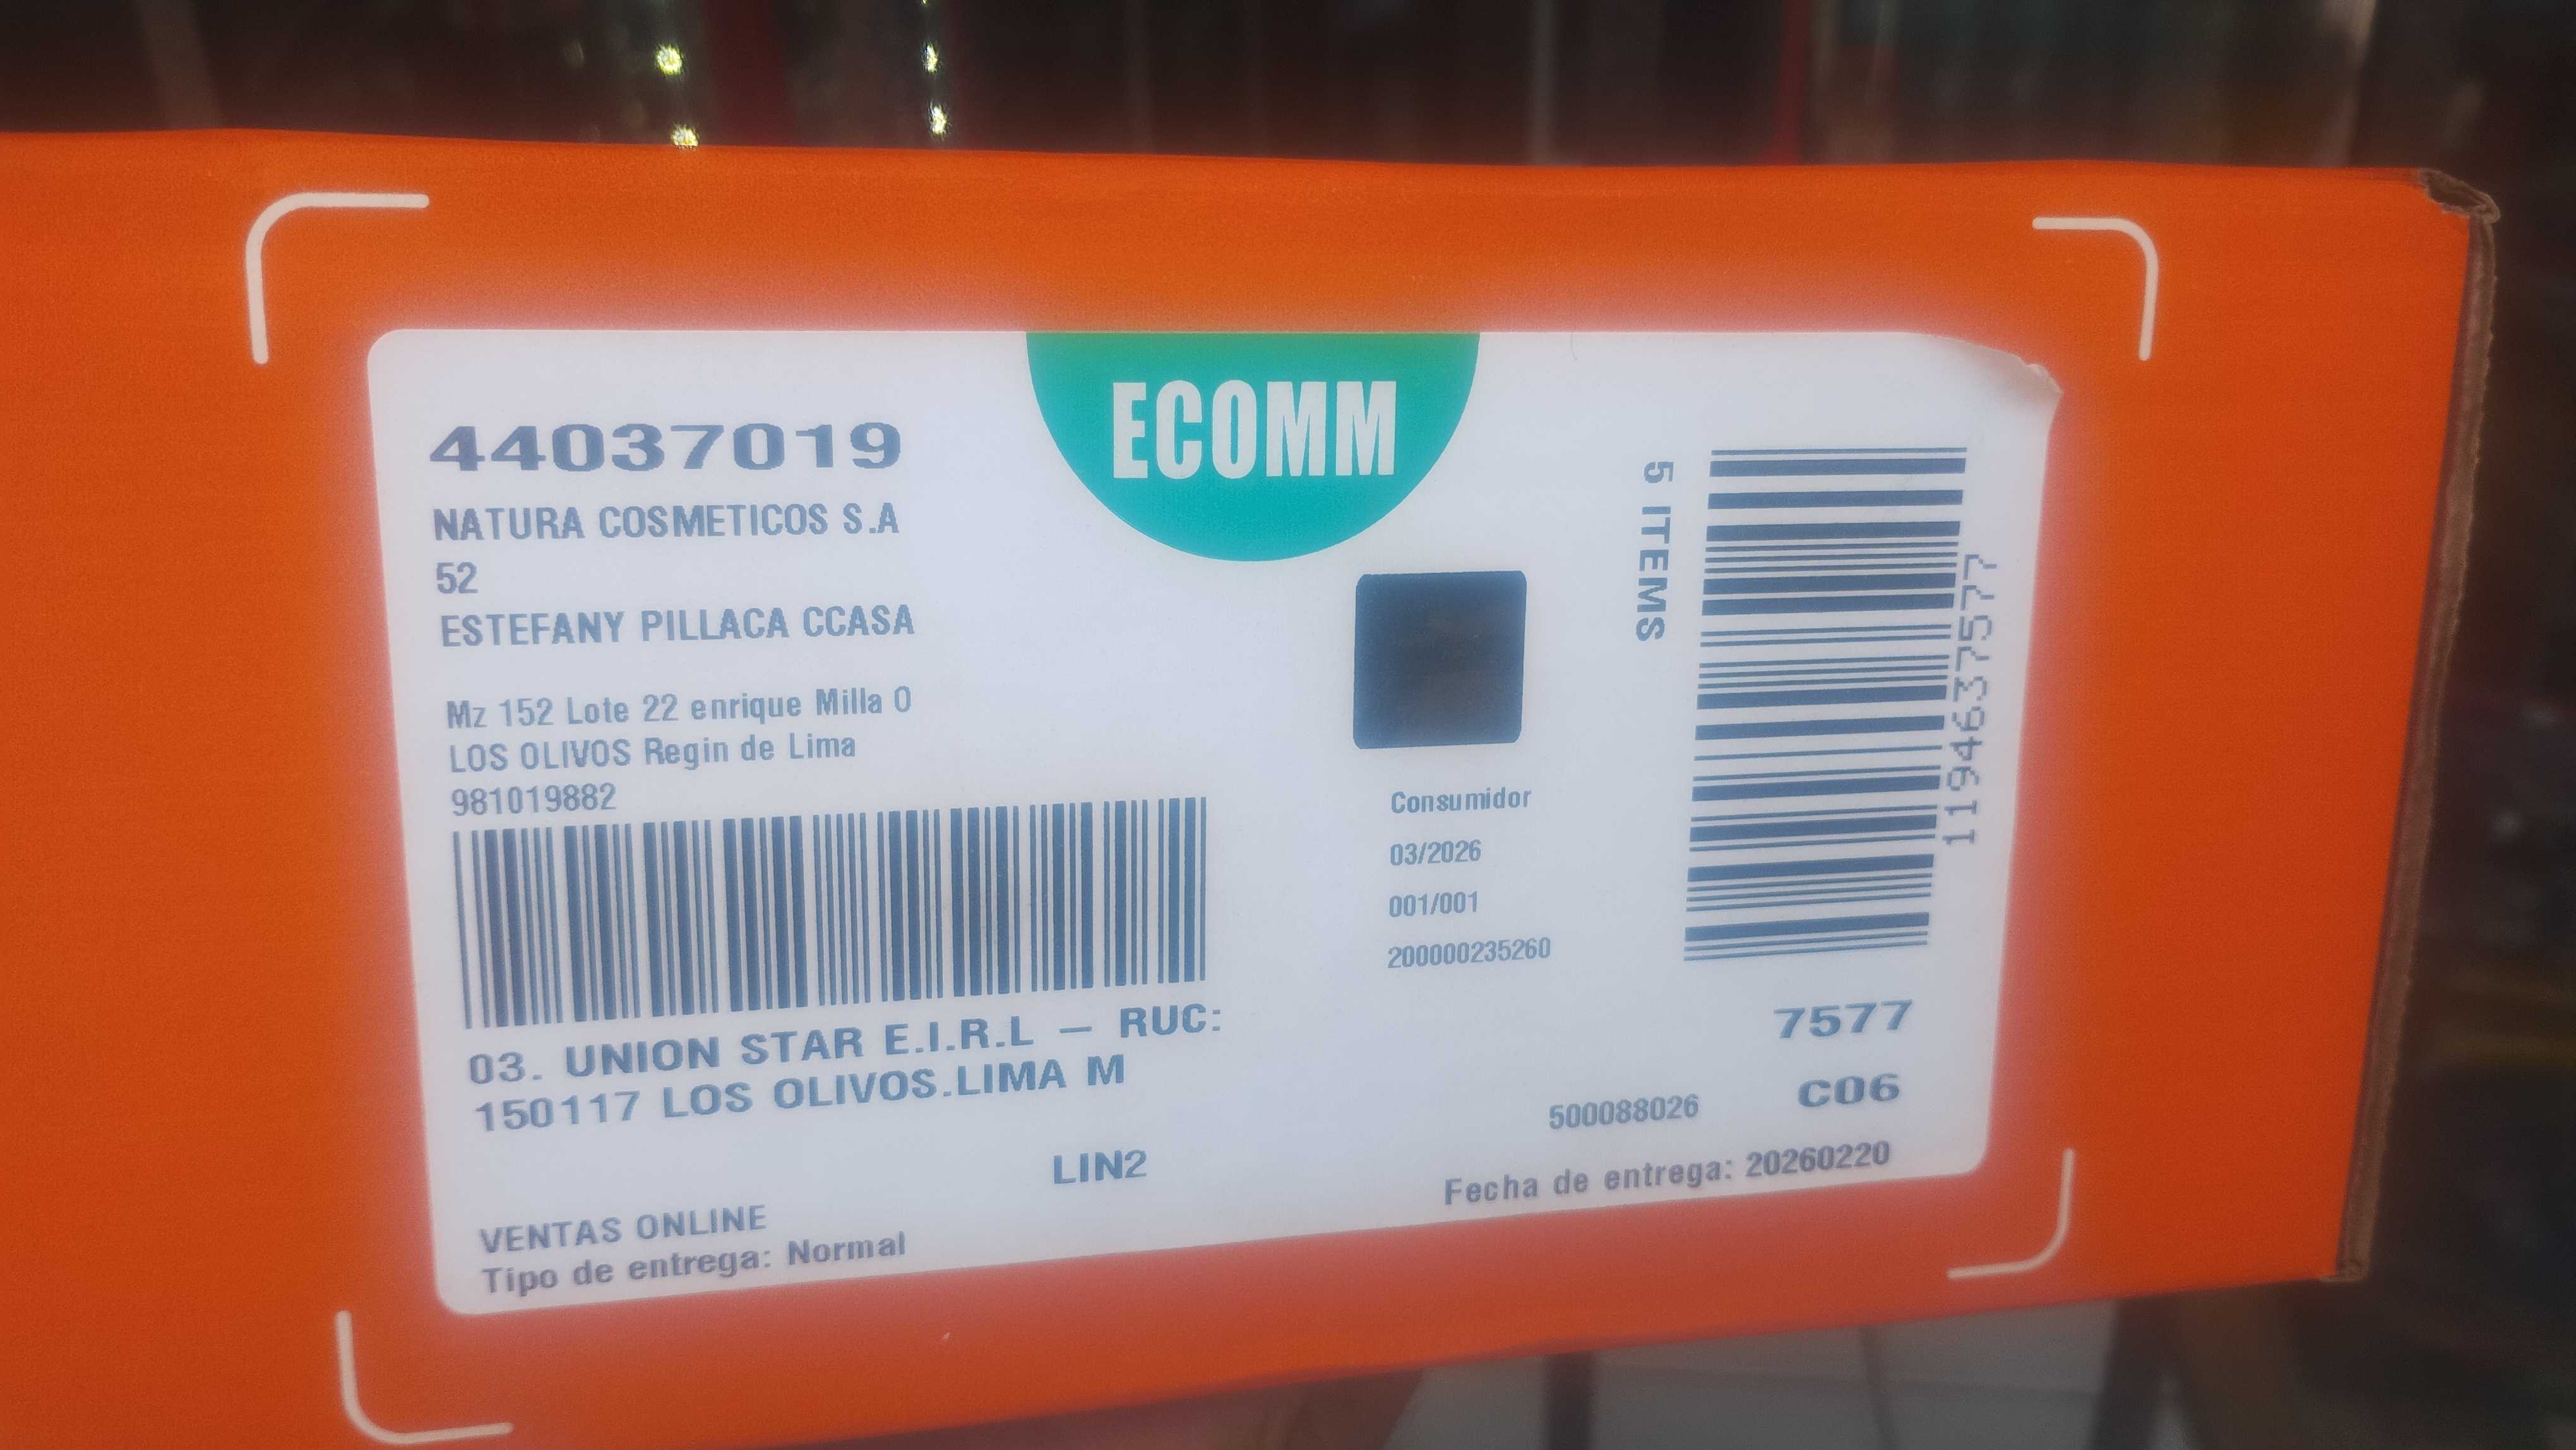 ECOMM
44037019
NATURA COSMETICOS S.A
52
ESTEFANY PILLACA CCASA
Mz 152 Lote 22 enrique Milla O
LOS OLIVOS Regin de Lima
981019882
03. UNION STAR E.I.R.L – RUC:
150117 LOS OLIVOS.LIMA M
LIN2
VENTAS ONLINE
Tipo de entrega: Normal
Consumidor
03/2026
001/001
200000235260
5 ITEMS
1194637577
7577
C06
500088026
Fecha de entrega: 20260220